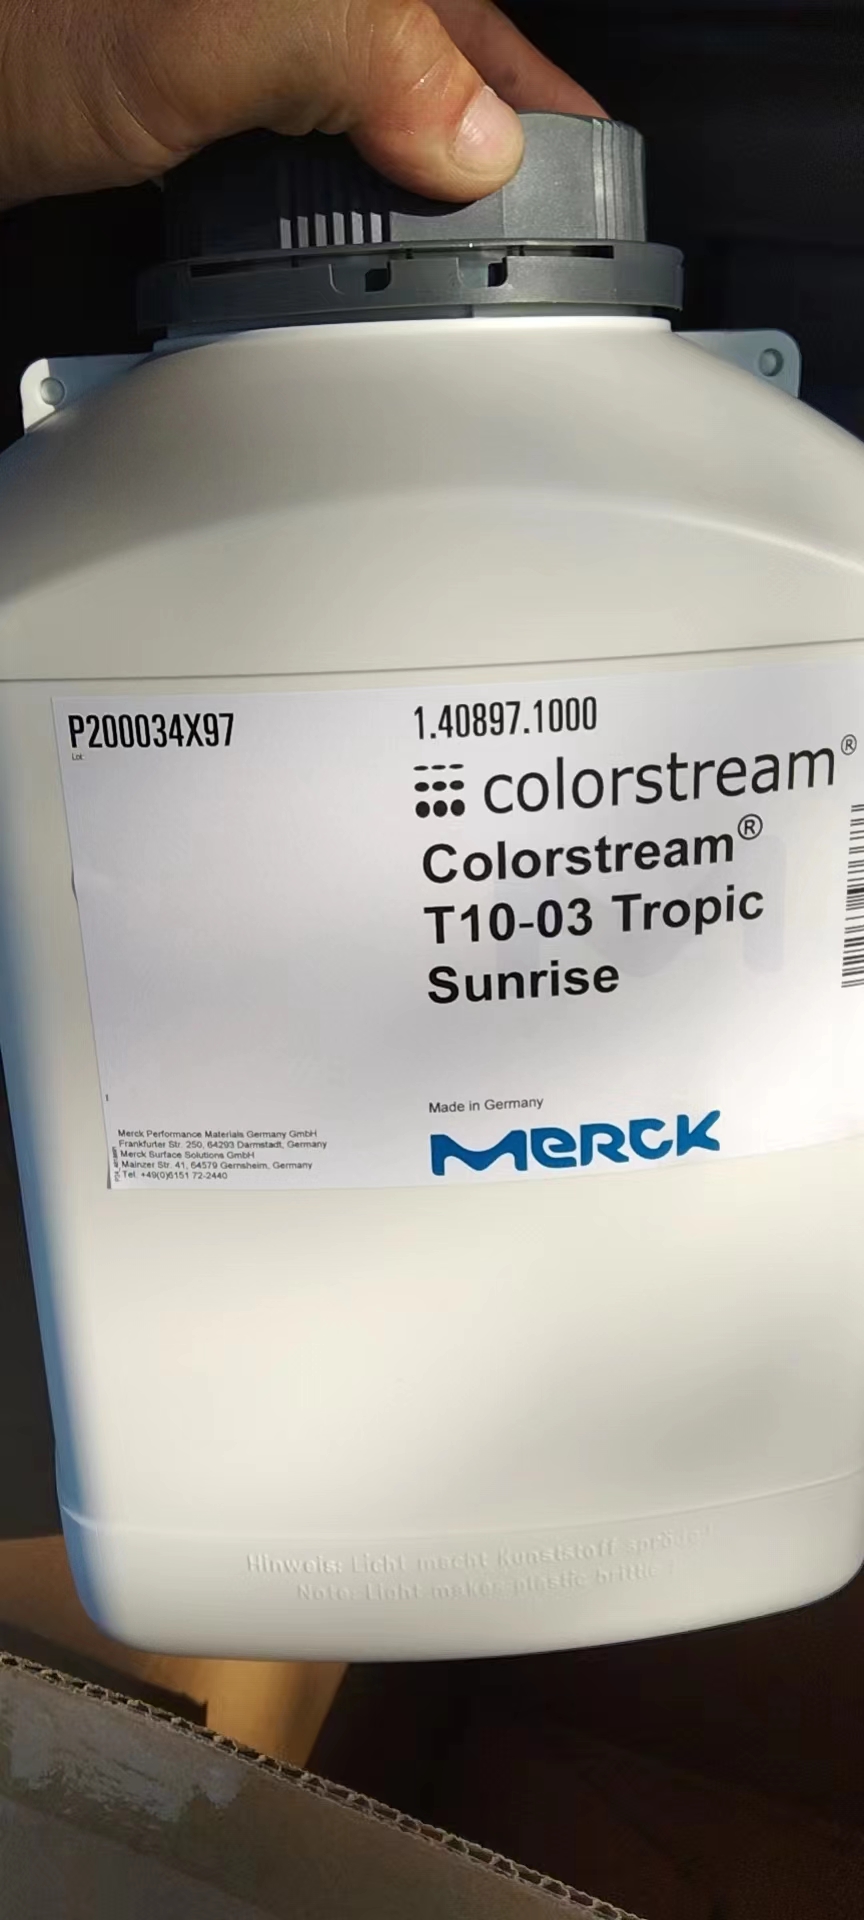 P200034X97
Lot
1.40897.1000
colorstream®
Colorstream®
T10-03 Tropic
Sunrise
Made in Germany
MERCK
Merck Performance Materials Germany GmbH
Frankfurter Str. 250, 64293 Darmstadt, Germany
Merck Surface Solutions GmbH
Mainzer Str. 41, 64579 Gernsheim, Germany
Tel. +49(0)6151 72-2440
Hinweis: Licht macht Kunststoff spröde!
Note: Light makes plastic brittle